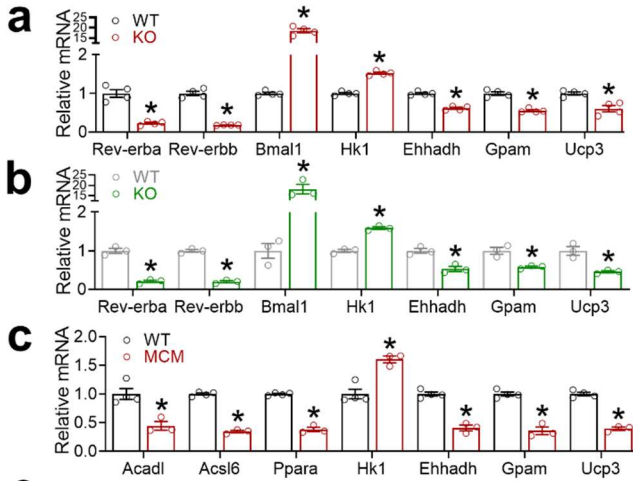 a
WT
KO
Relative mRNA
25
20
15
2
1
0
Rev-erba Rev-erbb Bmal1 Hk1 Ehhadh Gpam Ucp3
* * * * * * *
b
WT
KO
Relative mRNA
25
20
15
2
1
0
Rev-erba Rev-erbb Bmal1 Hk1 Ehhadh Gpam Ucp3
* * * * * * *
c
WT
MCM
Relative mRNA
2.0
1.5
1.0
0.5
0.0
Acadl Acsl6 Ppara Hk1 Ehhadh Gpam Ucp3
* * * * * * *